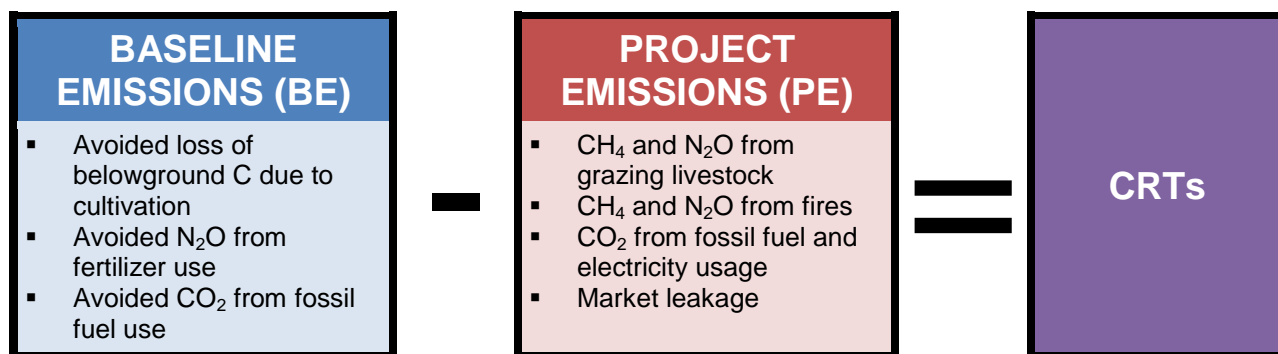 BASELINE
EMISSIONS (BE)
▪ Avoided loss of
belowground C due to
cultivation
▪ Avoided N₂O from
fertilizer use
▪ Avoided CO₂ from fossil
fuel use
-
PROJECT
EMISSIONS (PE)
▪ CH₄ and N₂O from
grazing livestock
▪ CH₄ and N₂O from fires
▪ CO₂ from fossil fuel and
electricity usage
▪ Market leakage
=
CRTs